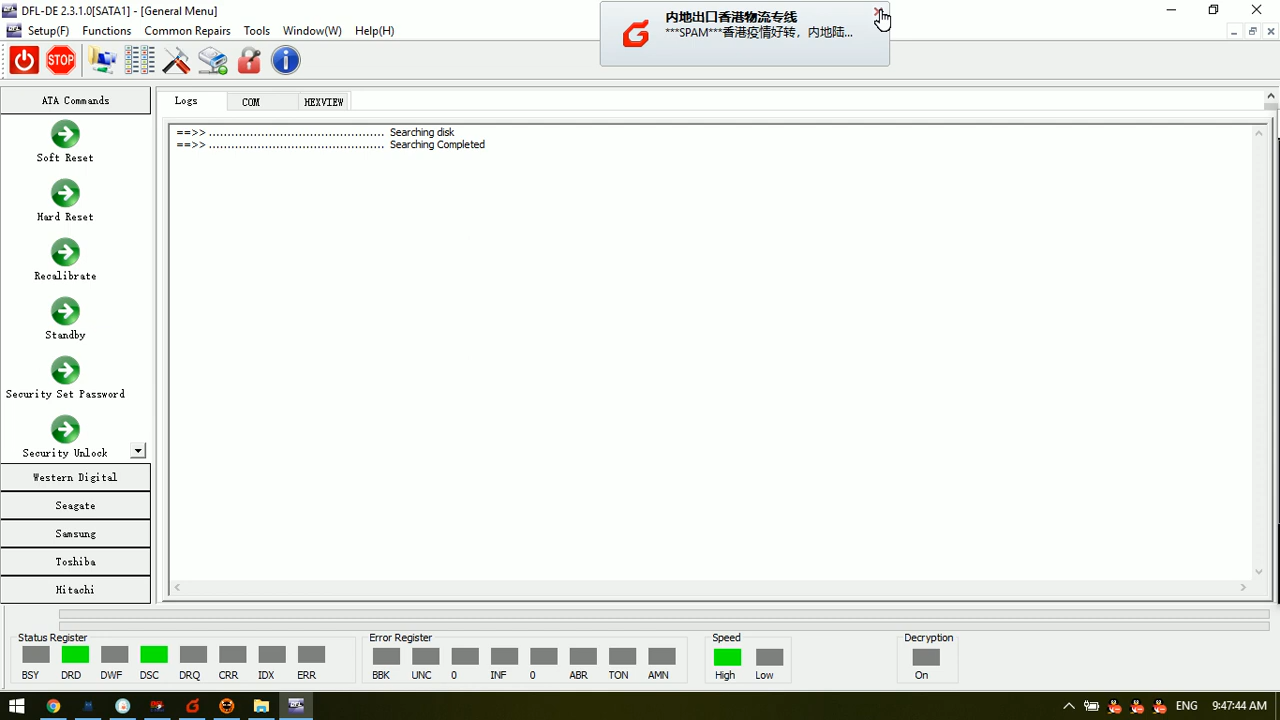 DFL-DE 2.3.1.0[SATA1] - [General Menu]
内地出口香港物流专线
***SPAM***香港疫情好转，内地陆...
Setup(F) Functions Common Repairs Tools Window(W) Help(H)
STOP
ATA Commands
Logs COM HEXVIEW
==>> ............................................... Searching disk
==>> ............................................... Searching Completed
Soft Reset
Hard Reset
Recalibrate
Standby
Security Set Password
Security Unlock
Western Digital
Seagate
Samsung
Toshiba
Hitachi
Status Register Error Register Speed Decryption
BSY DRD DWF DSC DRQ CRR IDX ERR BBK UNC 0 INF 0 ABR TON AMN High Low On
ENG 9:47:44 AM